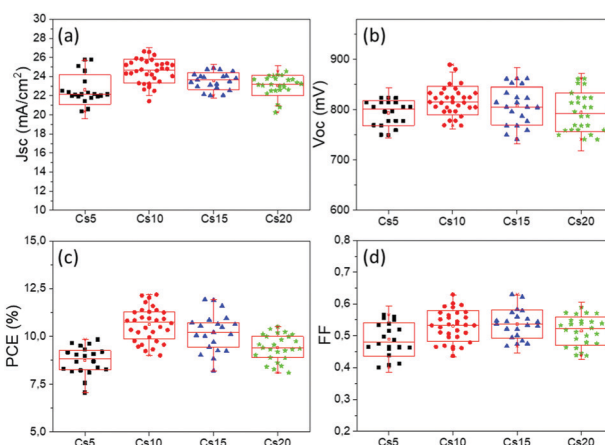 (a)
Jsc (mA/cm²)
30
28
26
24
22
20
18
16
14
12
10
Cs5 Cs10 Cs15 Cs20
(b)
Voc (mV)
900
800
700
600
Cs5 Cs10 Cs15 Cs20
(c)
PCE (%)
15,0
12,5
10,0
7,5
5,0
Cs5 Cs10 Cs15 Cs20
(d)
FF
0,8
0,7
0,6
0,5
0,4
0,3
0,2
Cs5 Cs10 Cs15 Cs20